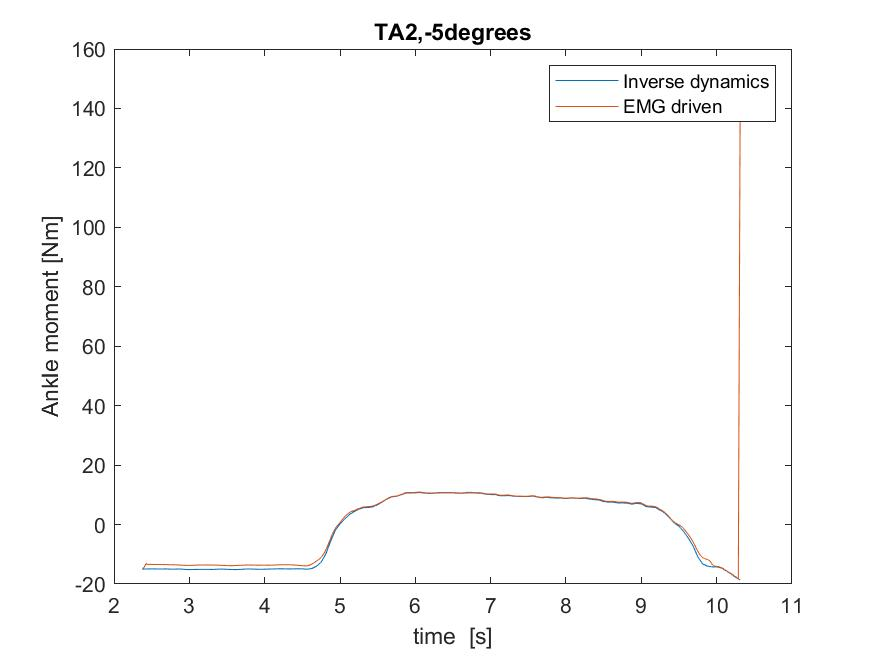 TA2,-5degrees
160
140
120
100
80
60
40
20
0
-20
Ankle moment [Nm]
Inverse dynamics
EMG driven
2 3 4 5 6 7 8 9 10 11
time [s]